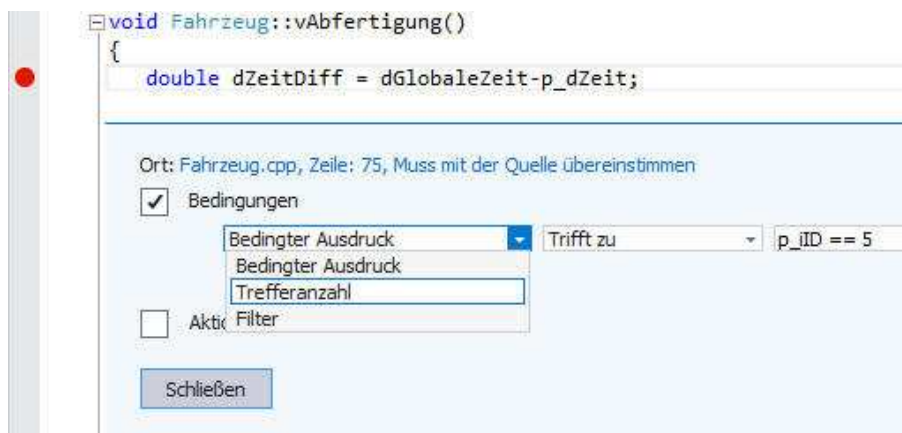 void Fahrzeug::vAbfertigung()
{
double dZeitDiff = dGlobaleZeit-p_dZeit;
Ort: Fahrzeug.cpp, Zeile: 75, Muss mit der Quelle übereinstimmen
Bedingungen
Bedingter Ausdruck Trifft zu p_iID == 5
Bedingter Ausdruck
Trefferanzahl
Filter
Schließen